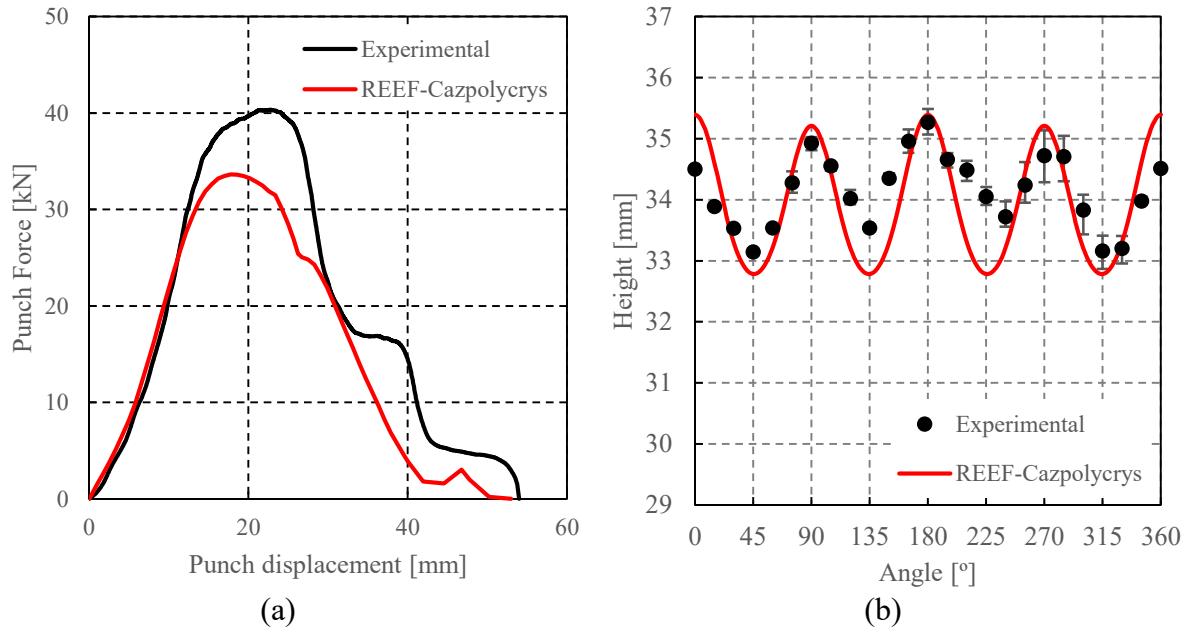 50
40
30
20
10
0
Punch Force [kN]
Experimental
REEF-Cazpolycrys
0 20 40 60
Punch displacement [mm]
(a)
37
36
35
34
33
32
31
30
29
Height [mm]
Experimental
REEF-Cazpolycrys
0 45 90 135 180 225 270 315 360
Angle [º]
(b)